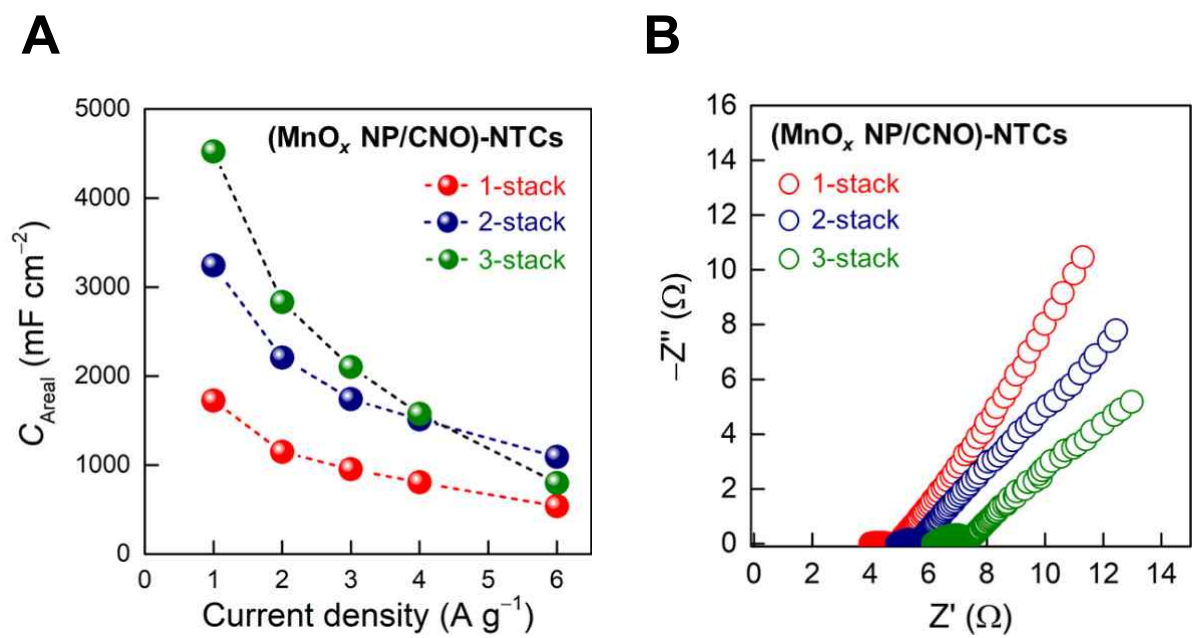 A
5000
4000
3000
2000
1000
0
C Areal (mF cm⁻²)
(MnOₓ NP/CNO)-NTCs
1-stack
2-stack
3-stack
0 1 2 3 4 5 6
Current density (A g⁻¹)
B
16
14
12
10
8
6
4
2
0
−Z'' (Ω)
(MnOₓ NP/CNO)-NTCs
1-stack
2-stack
3-stack
0 2 4 6 8 10 12 14
Z' (Ω)